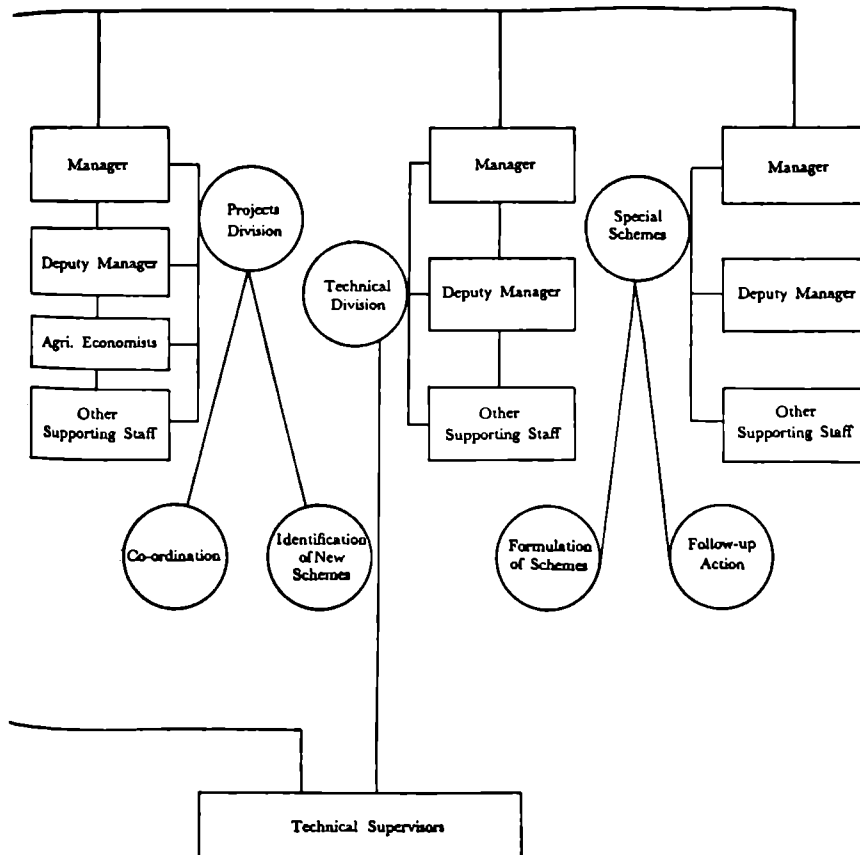 Manager
Deputy Manager
Agri. Economists
Other
Supporting Staff
Projects
Division
Co-ordination
Identification
of New
Schemes
Technical
Division
Manager
Deputy Manager
Other
Supporting Staff
Special
Schemes
Formulation
of Schemes
Follow-up
Action
Manager
Deputy Manager
Other
Supporting Staff
Technical Supervisors